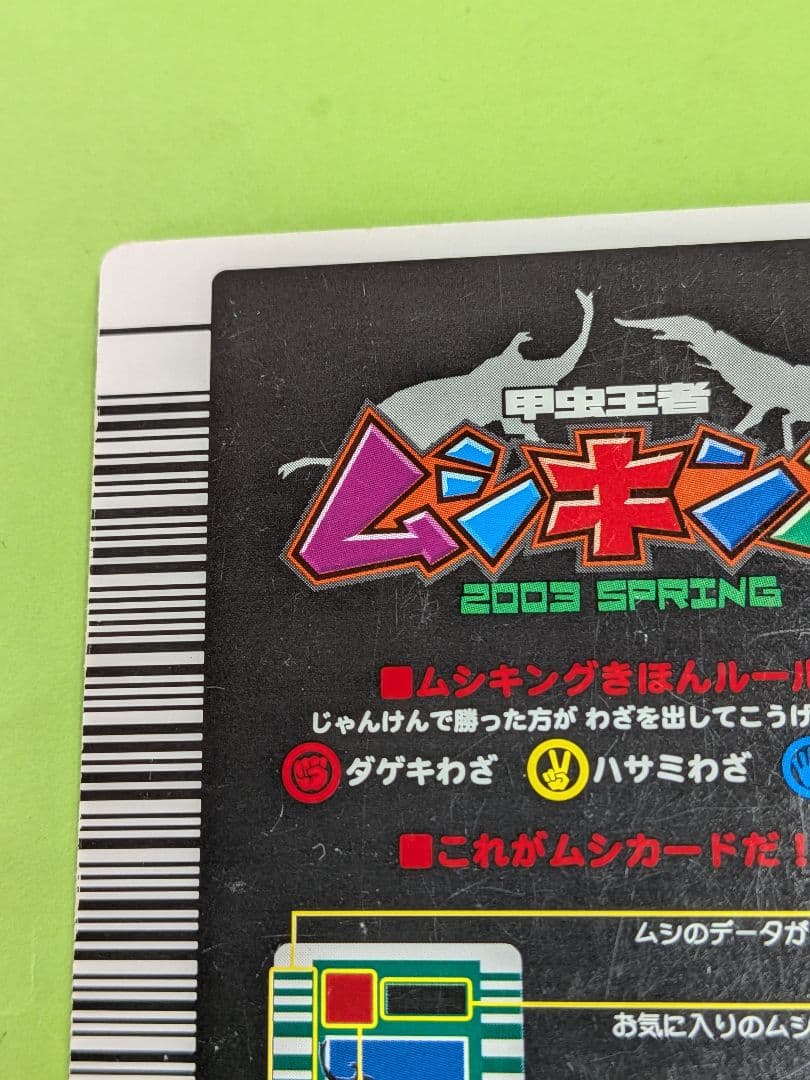 甲虫王者
ムシキン
2003 SPRING
■ムシキングきほんルール
じゃんけんで勝った方が わざを出してこうげ
ダゲキわざ ハサミわざ
■これがムシカードだ！
ムシのデータが
お気に入りのムシ